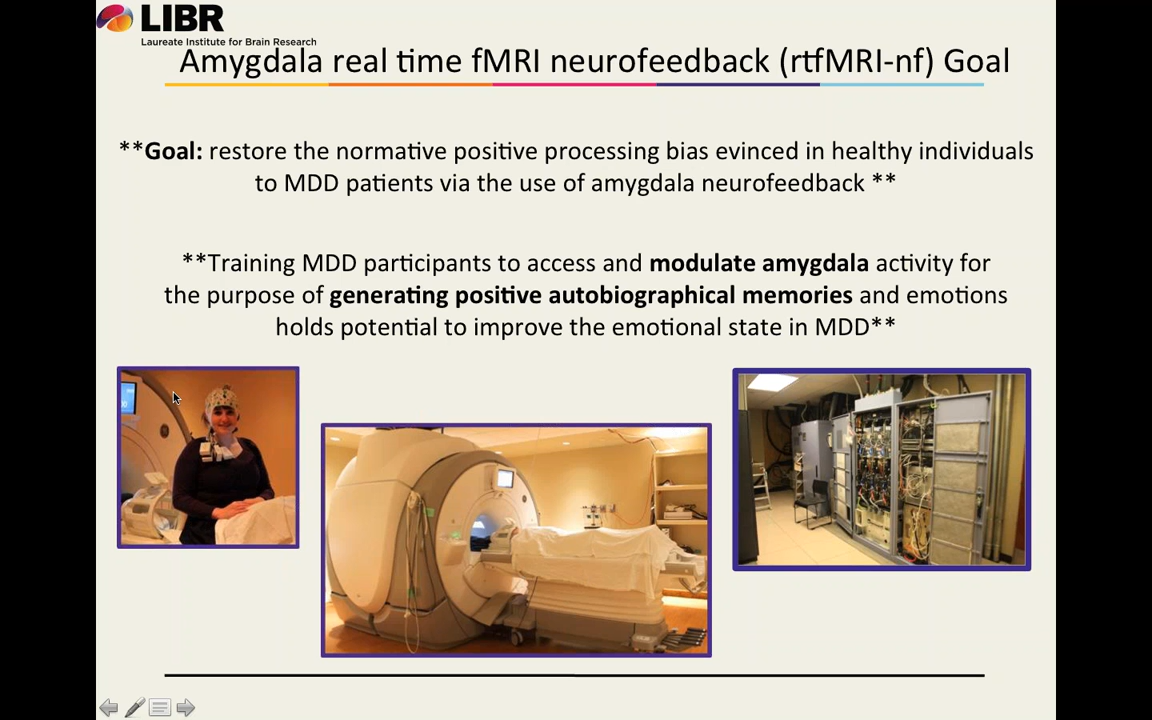 LIBR
Laureate Institute for Brain Research
Amygdala real time fMRI neurofeedback (rtfMRI-nf) Goal
**Goal: restore the normative positive processing bias evinced in healthy individuals
to MDD patients via the use of amygdala neurofeedback **
**Training MDD participants to access and modulate amygdala activity for
the purpose of generating positive autobiographical memories and emotions
holds potential to improve the emotional state in MDD**